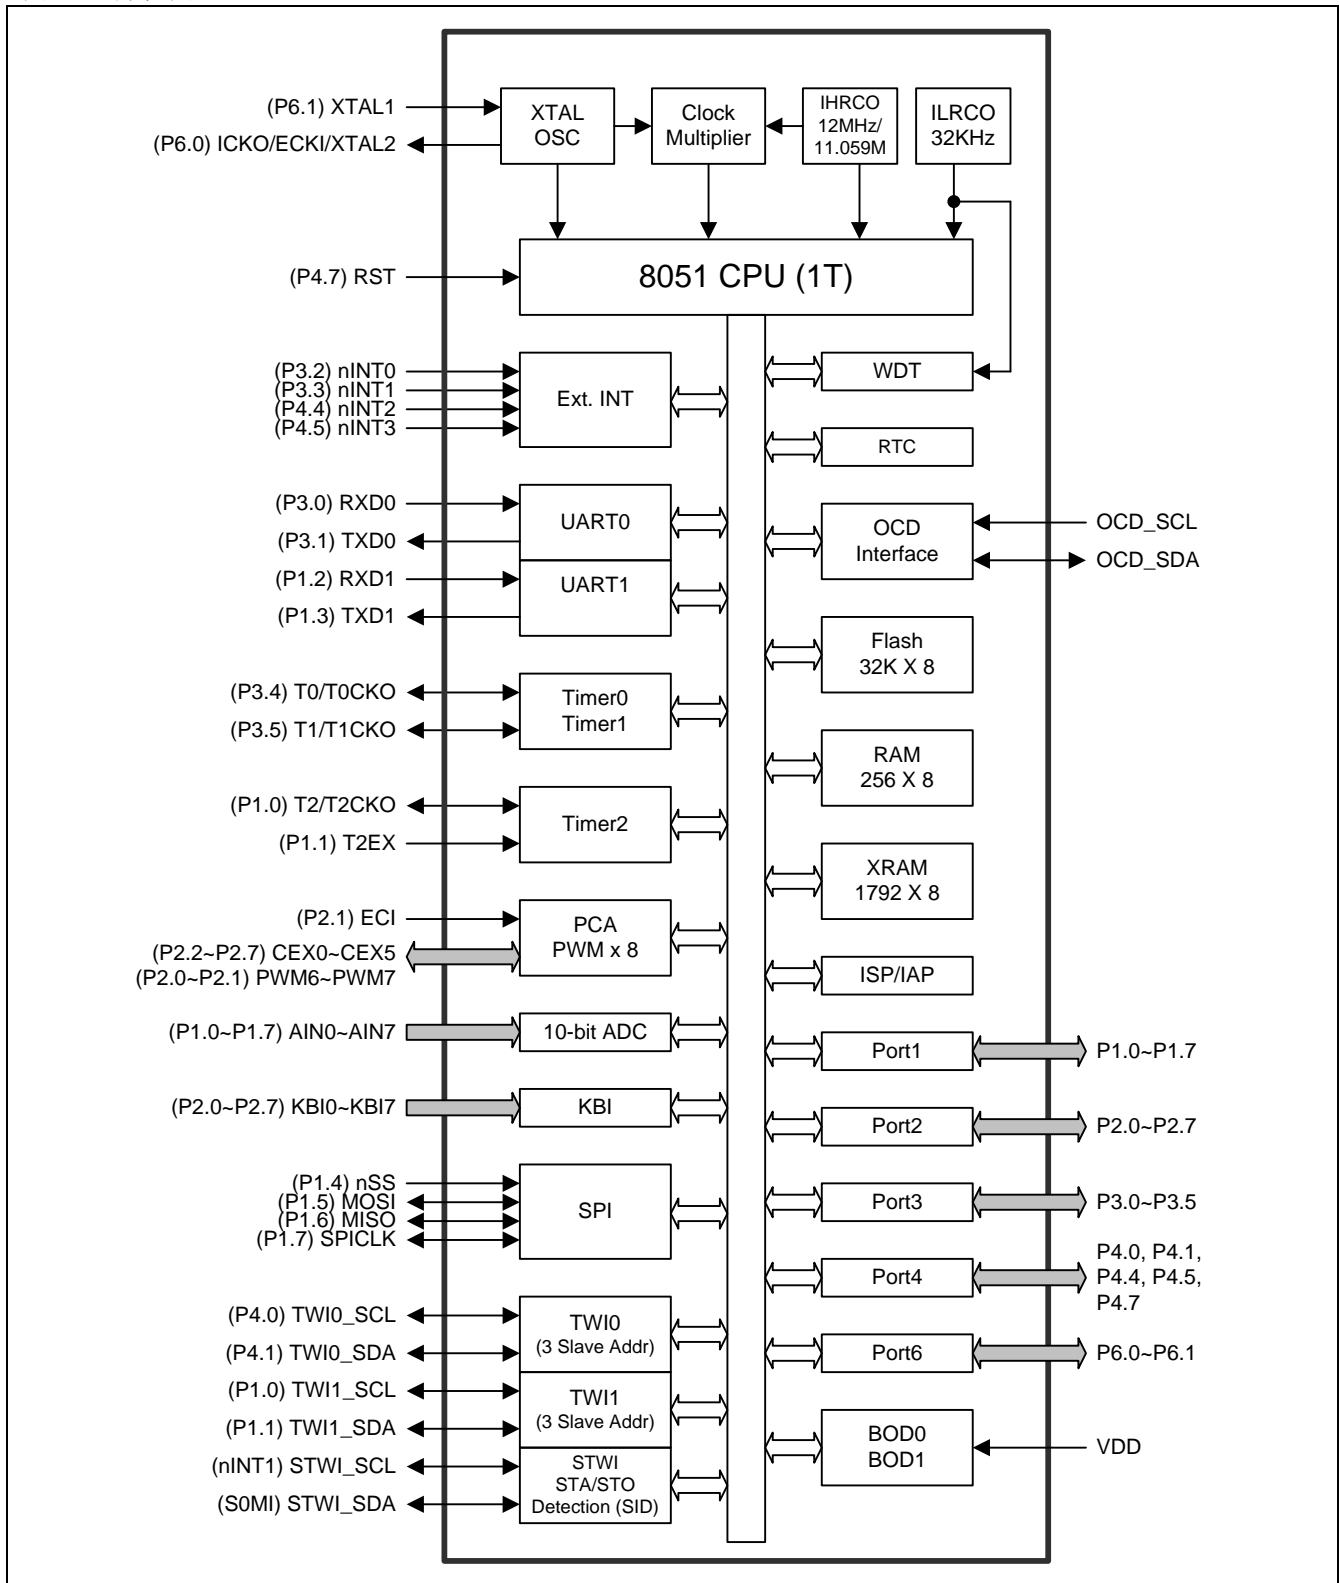 (P6.1) XTAL1
(P6.0) ICKO/ECKI/XTAL2
XTAL
OSC
Clock
Multiplier
IHRCO
12MHz/
11.059M
ILRCO
32KHz
(P4.7) RST
8051 CPU (1T)
(P3.2) nINT0
(P3.3) nINT1
(P4.4) nINT2
(P4.5) nINT3
Ext. INT
WDT
RTC
(P3.0) RXD0
(P3.1) TXD0
UART0
(P1.2) RXD1
(P1.3) TXD1
UART1
OCD
Interface
OCD_SCL
OCD_SDA
Flash
32K X 8
(P3.4) T0/T0CKO
(P3.5) T1/T1CKO
Timer0
Timer1
RAM
256 X 8
(P1.0) T2/T2CKO
(P1.1) T2EX
Timer2
XRAM
1792 X 8
(P2.1) ECI
(P2.2~P2.7) CEX0~CEX5
(P2.0~P2.1) PWM6~PWM7
PCA
PWM x 8
ISP/IAP
(P1.0~P1.7) AIN0~AIN7
10-bit ADC
Port1
P1.0~P1.7
(P2.0~P2.7) KBI0~KBI7
KBI
Port2
P2.0~P2.7
(P1.4) nSS
(P1.5) MOSI
(P1.6) MISO
(P1.7) SPICLK
SPI
Port3
P3.0~P3.5
Port4
P4.0, P4.1,
P4.4, P4.5,
P4.7
(P4.0) TWI0_SCL
(P4.1) TWI0_SDA
TWI0
(3 Slave Addr)
Port6
P6.0~P6.1
(P1.0) TWI1_SCL
(P1.1) TWI1_SDA
TWI1
(3 Slave Addr)
BOD0
BOD1
VDD
(nINT1) STWI_SCL
(S0MI) STWI_SDA
STWI
STA/STO
Detection (SID)